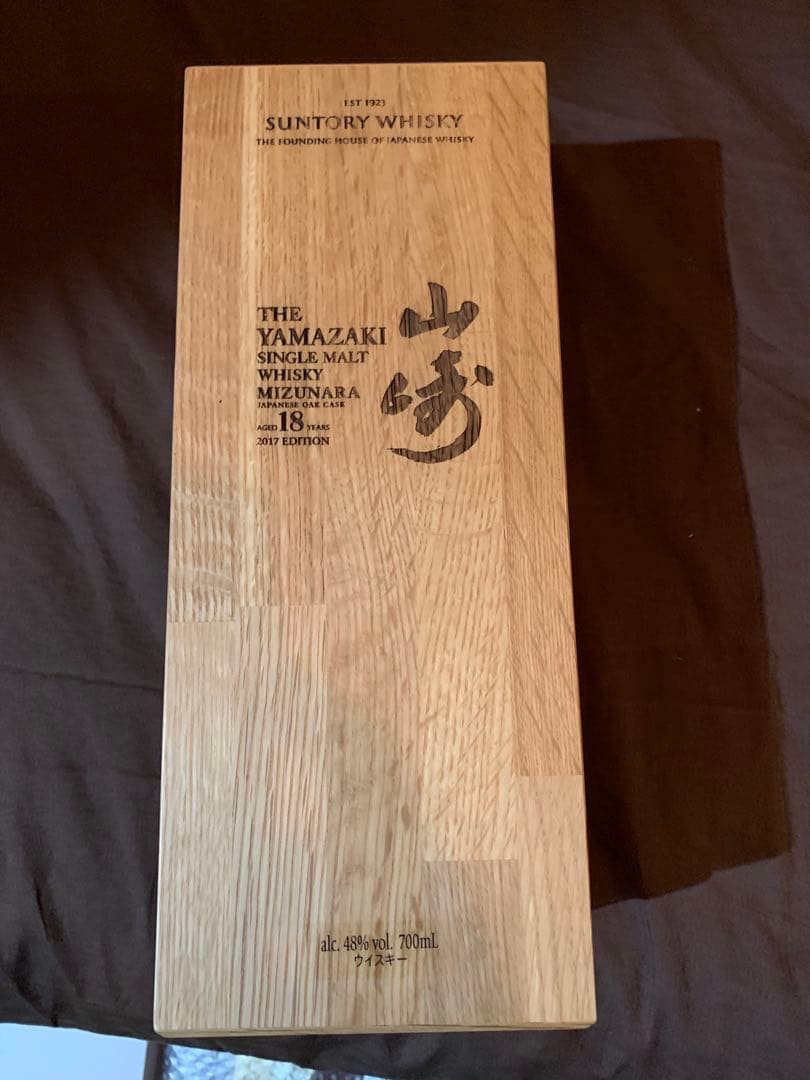 EST 1923
SUNTORY WHISKY
THE FOUNDING HOUSE OF JAPANESE WHISKY
THE
YAMAZAKI
SINGLE MALT
WHISKY
MIZUNARA
JAPANESE OAK CASK
AGED 18 YEARS
2017 EDITION
山崎
alc. 48% vol. 700mL
ウイスキー